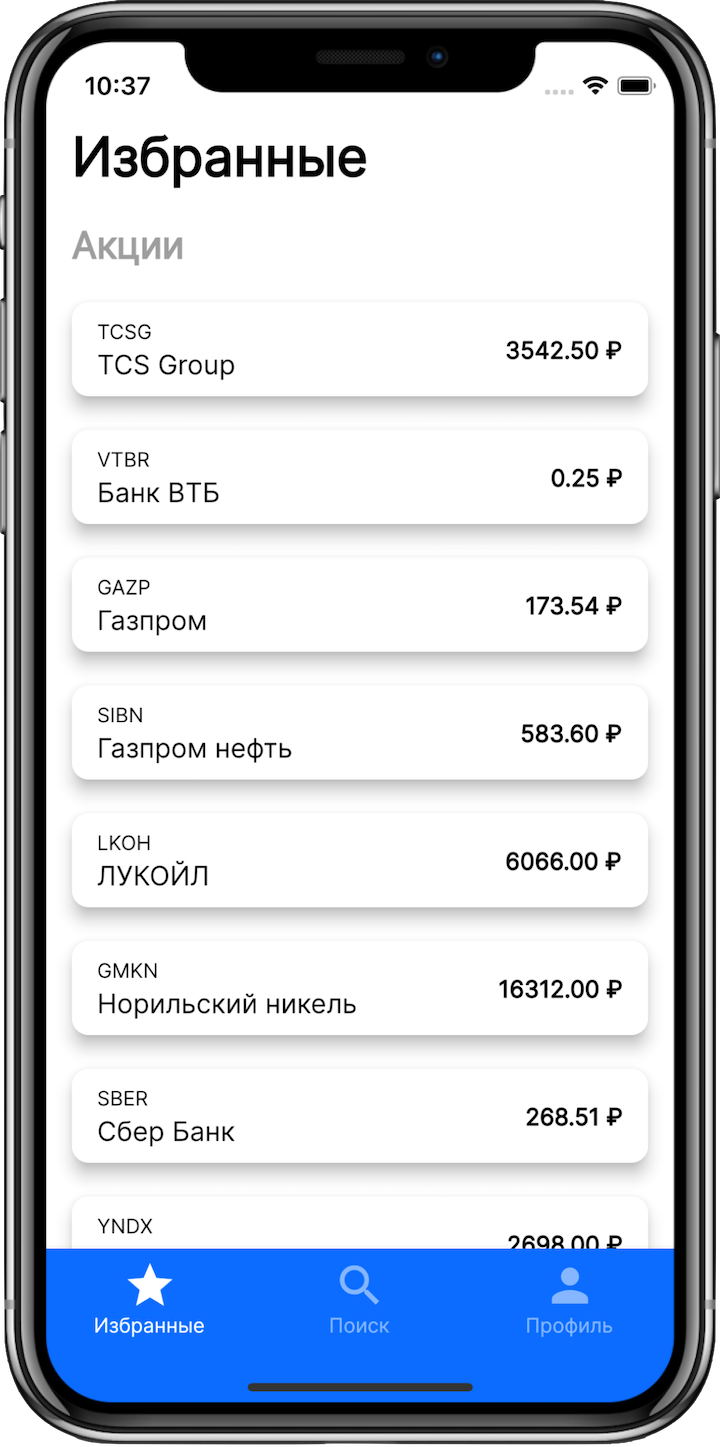 10:37
Избранные
Акции
TCSG
TCS Group
3542.50 ₽
VTBR
Банк ВТБ
0.25 ₽
GAZP
Газпром
173.54 ₽
SIBN
Газпром нефть
583.60 ₽
LKOH
ЛУКОЙЛ
6066.00 ₽
GMKN
Норильский никель
16312.00 ₽
SBER
Сбер Банк
268.51 ₽
YNDX
2698.00 ₽
Избранные
Поиск
Профиль